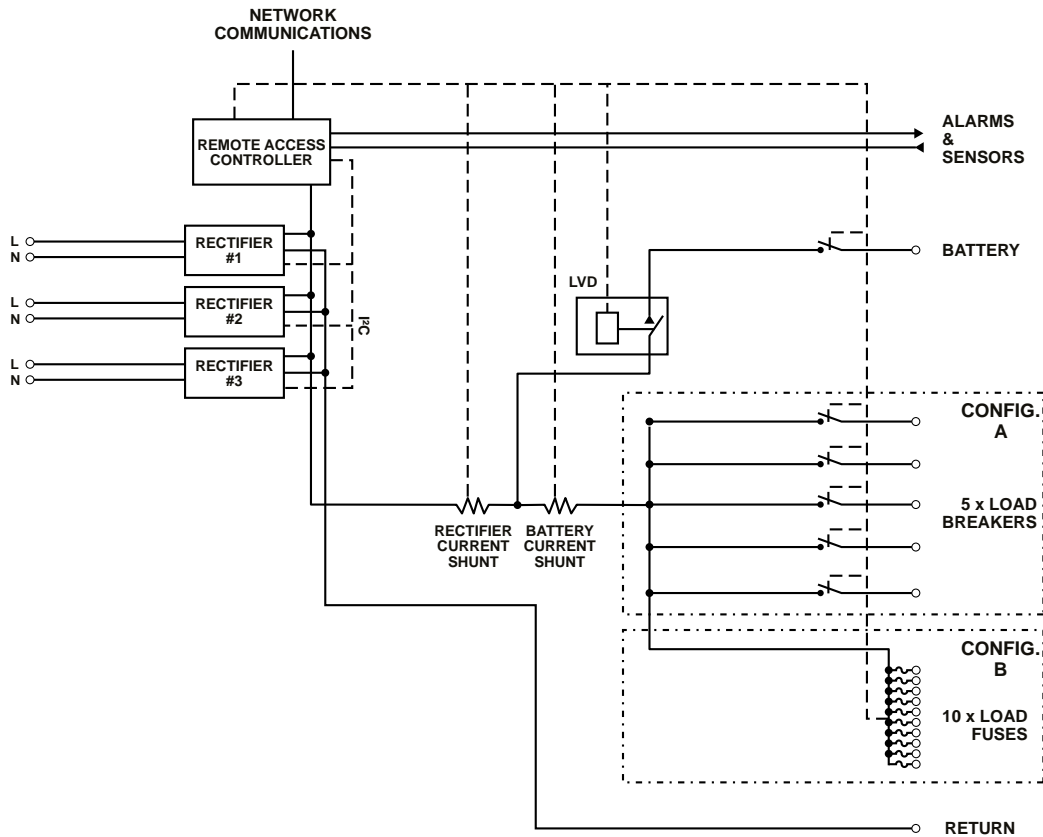 NETWORK
COMMUNICATIONS
REMOTE ACCESS
CONTROLLER
ALARMS
&
SENSORS
L
N
RECTIFIER
#1
BATTERY
LVD
L
N
RECTIFIER
#2
I²C
L
N
RECTIFIER
#3
CONFIG.
A
5 x LOAD
BREAKERS
RECTIFIER
CURRENT
SHUNT
BATTERY
CURRENT
SHUNT
CONFIG.
B
10 x LOAD
FUSES
RETURN